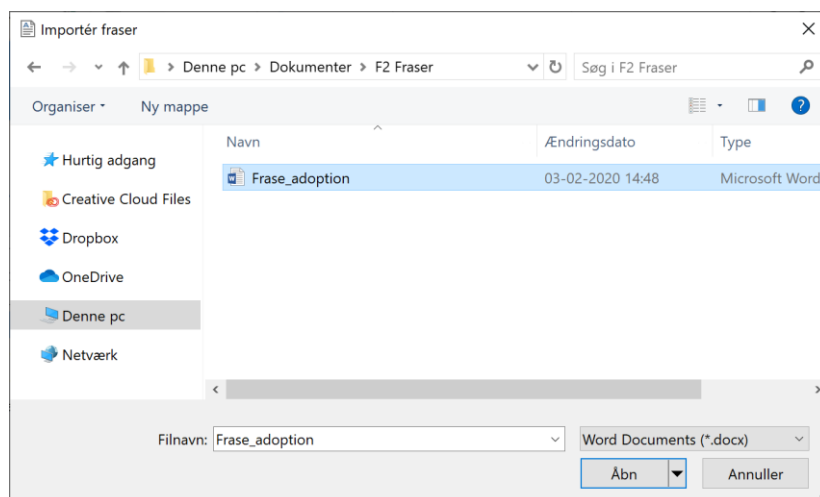 Importér fraser
Denne pc > Dokumenter > F2 Fraser
Søg i F2 Fraser
Organiser
Ny mappe
Navn
Ændringsdato
Type
Hurtig adgang
Creative Cloud Files
Dropbox
OneDrive
Denne pc
Netværk
Frase_adoption
03-02-2020 14:48
Microsoft Word
Filnavn: Frase_adoption
Word Documents (*.docx)
Åbn
Annuller